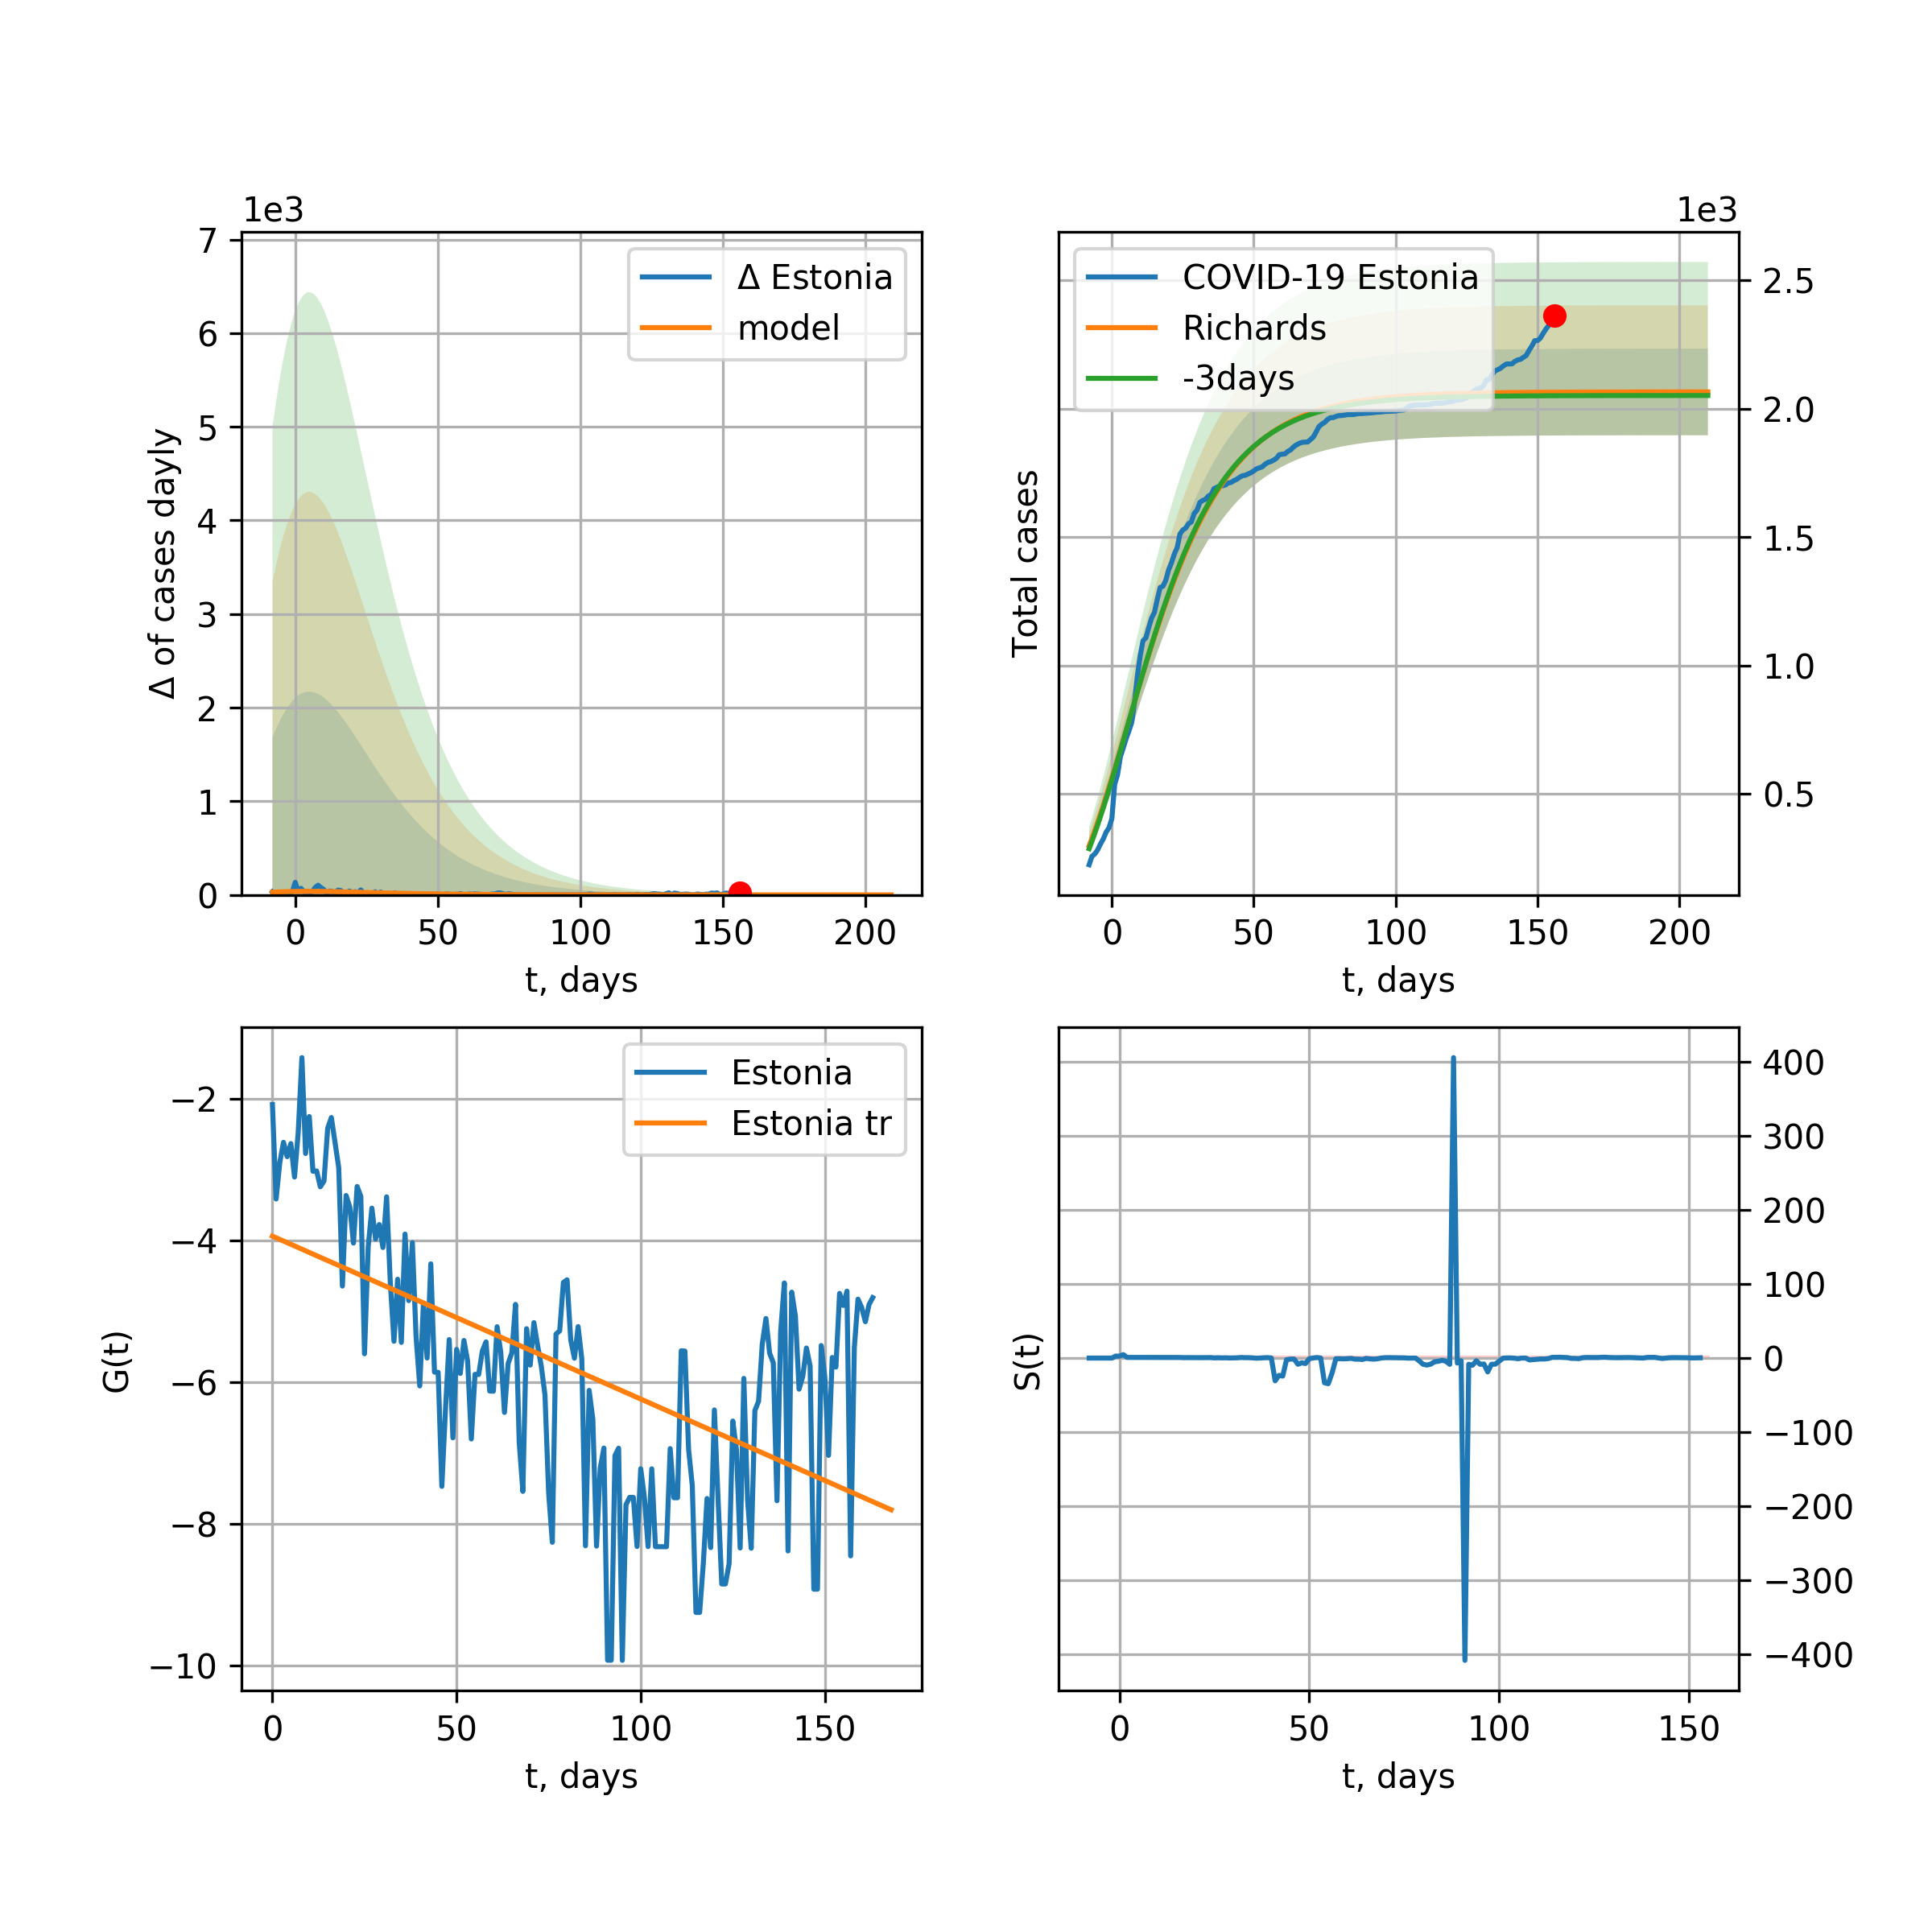 1e3
7
6
5
4
3
2
1
0
Δ of cases dayly
Δ Estonia
model
0 50 100 150 200
t, days
1e3
COVID-19 Estonia
Richards
-3days
2.5
2.0
1.5
1.0
0.5
Total cases
0 50 100 150 200
t, days
−2
−4
−6
−8
−10
G(t)
Estonia
Estonia tr
0 50 100 150
t, days
400
300
200
100
0
−100
−200
−300
−400
S(t)
0 50 100 150
t, days